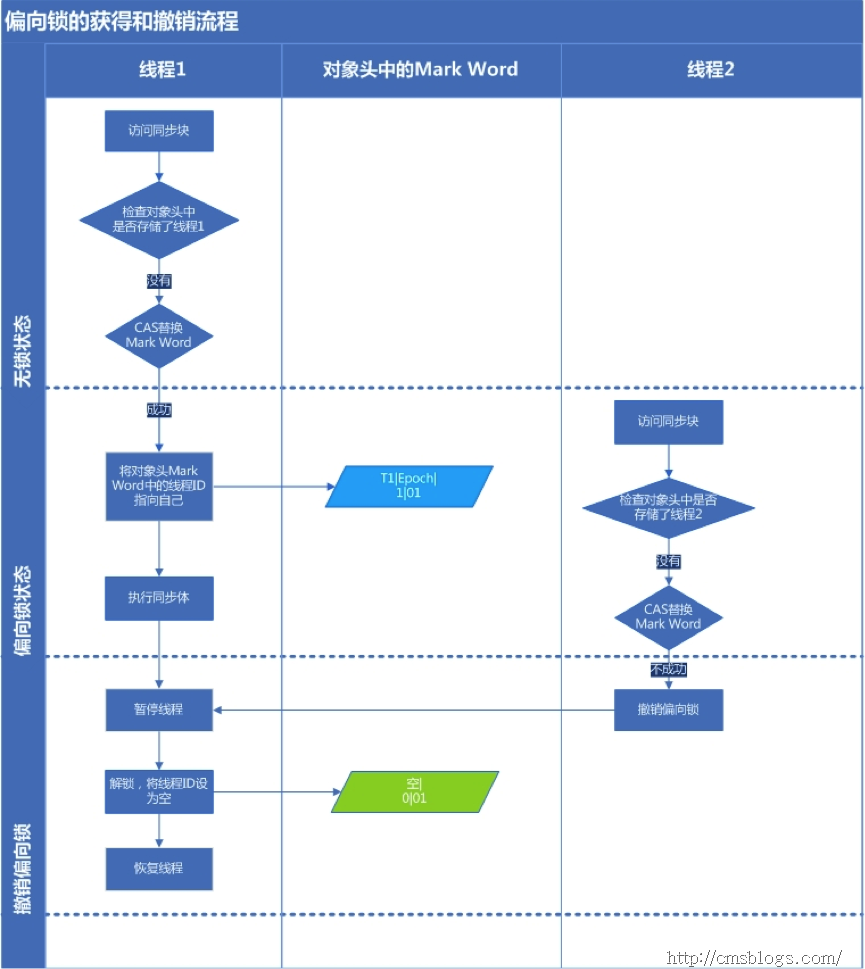 偏向锁的获得和撤销流程
线程1
对象头中的Mark Word
线程2
无锁状态
访问同步块
检查对象头中
是否存储了线程1
没有
CAS替换
Mark Word
偏向锁状态
成功
将对象头Mark
Word中的线程ID
指向自己
T1|Epoch|
1|01
执行同步体
访问同步块
检查对象头中是否
存储了线程2
没有
CAS替换
Mark Word
不成功
撤销偏向锁
撤销偏向锁
暂停线程
解锁，将线程ID设
为空
空|
0|01
恢复线程
http://cmsblogs.com/